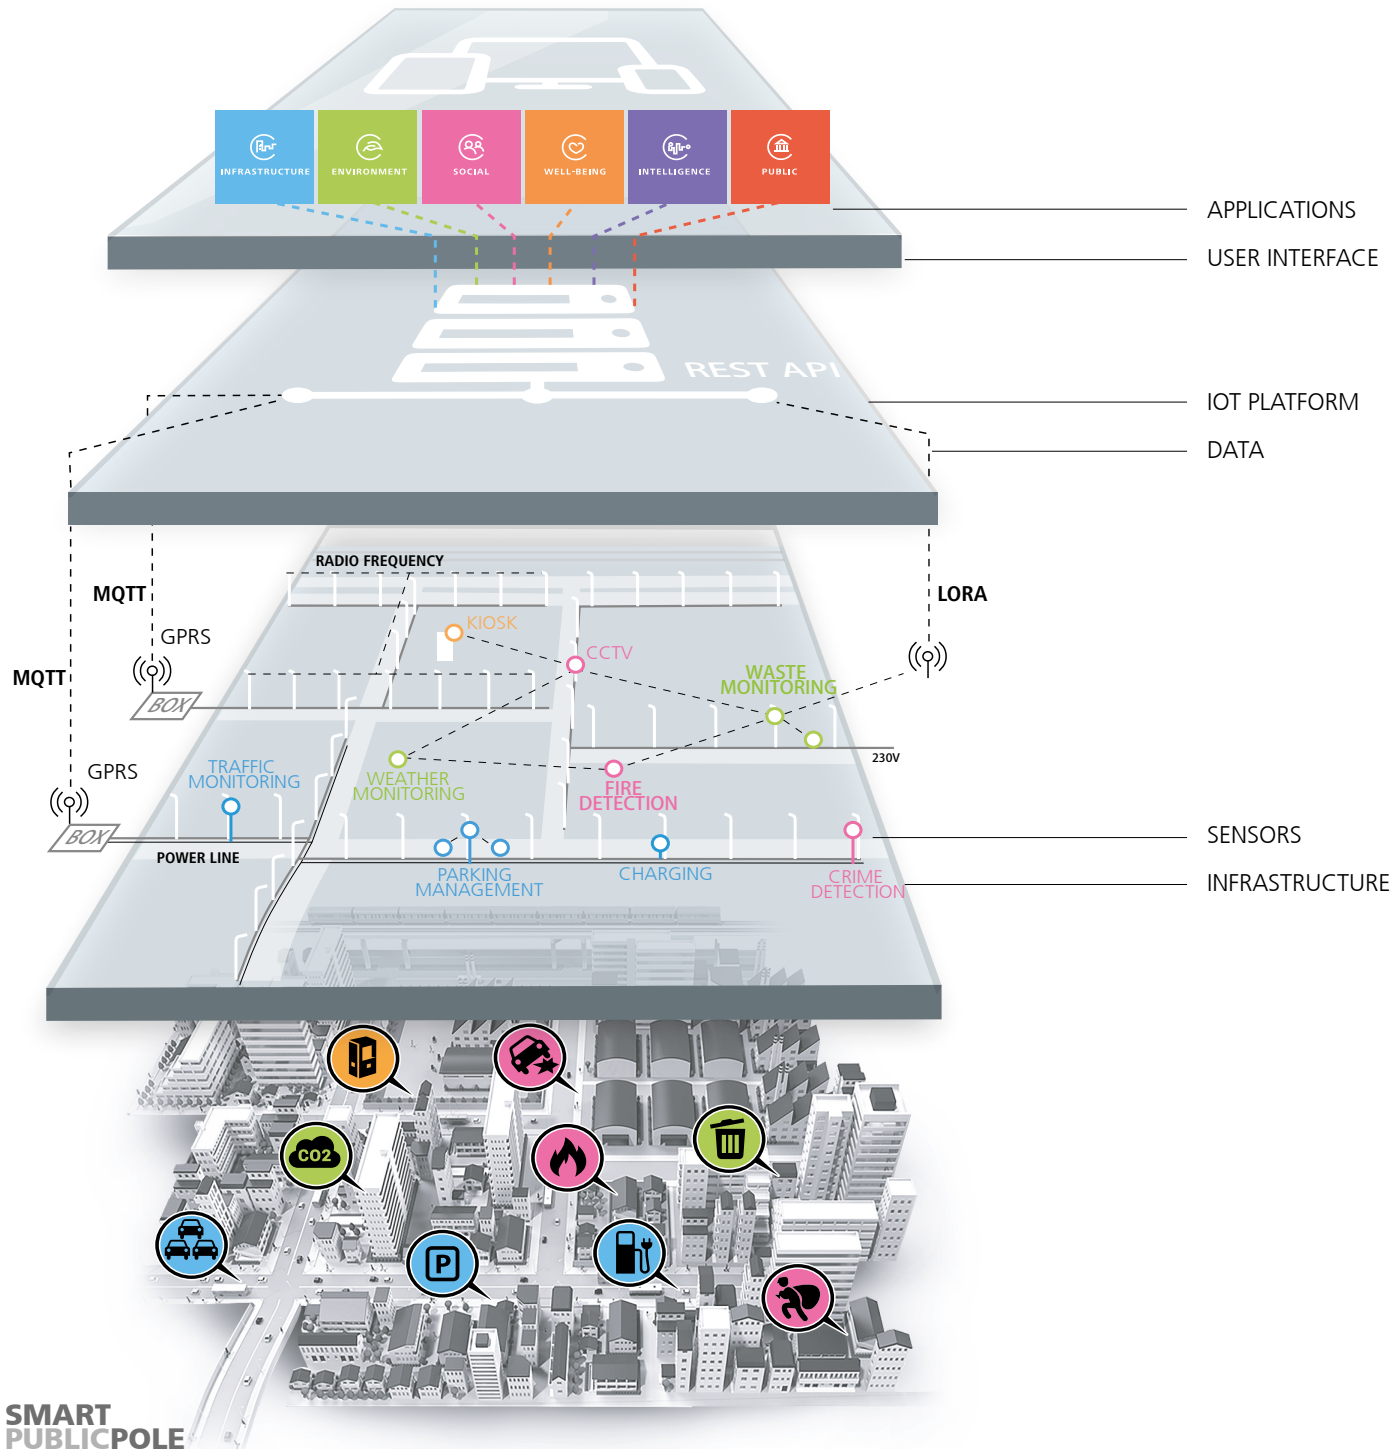 INFRASTRUCTURE
ENVIRONMENT
SOCIAL
WELL-BEING
INTELLIGENCE
PUBLIC
APPLICATIONS
USER INTERFACE
REST API
IOT PLATFORM
DATA
RADIO FREQUENCY
MQTT
LORA
KIOSK
GPRS
CCTV
MQTT
WASTE
MONITORING
BOX
230V
TRAFFIC
MONITORING
GPRS
WEATHER
MONITORING
FIRE
DETECTION
BOX
SENSORS
POWER LINE
PARKING
MANAGEMENT
CHARGING
CRIME
DETECTION
INFRASTRUCTURE
CO2
P
SMART
PUBLICPOLE